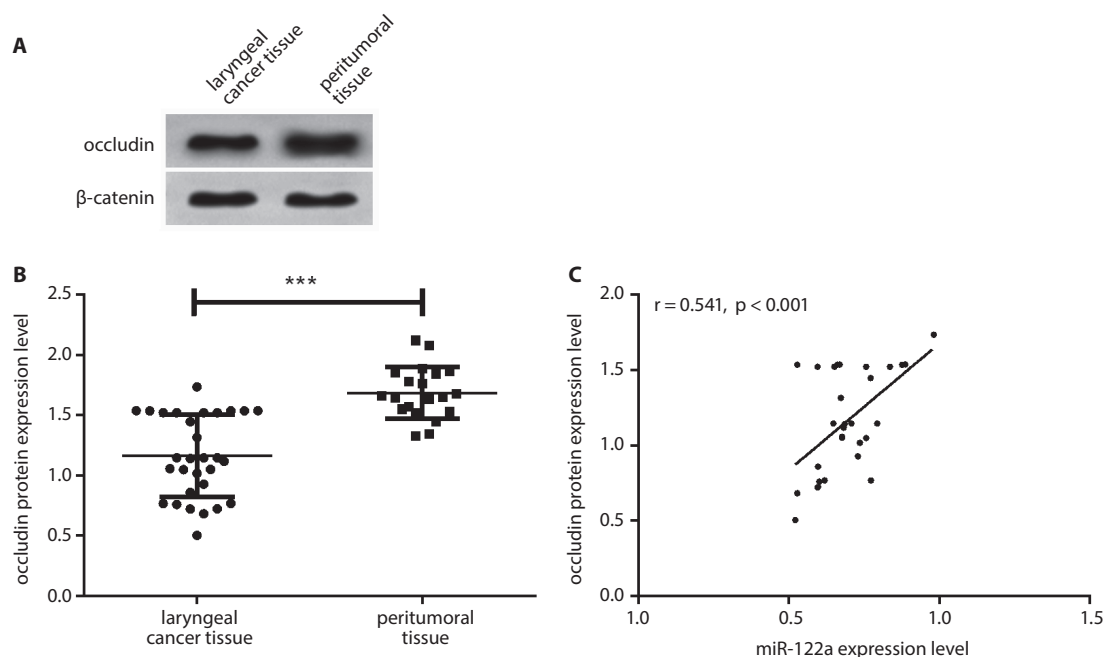 A
laryngeal
cancer tissue
peritumoral
tissue
occludin
β-catenin
B
***
occludin protein expression level
2.5
2.0
1.5
1.0
0.5
0.0
laryngeal
cancer tissue
peritumoral
tissue
C
r = 0.541, p < 0.001
occludin protein expression level
2.0
1.5
1.0
0.5
0.0
1.0
0.5
1.0
1.5
miR-122a expression level